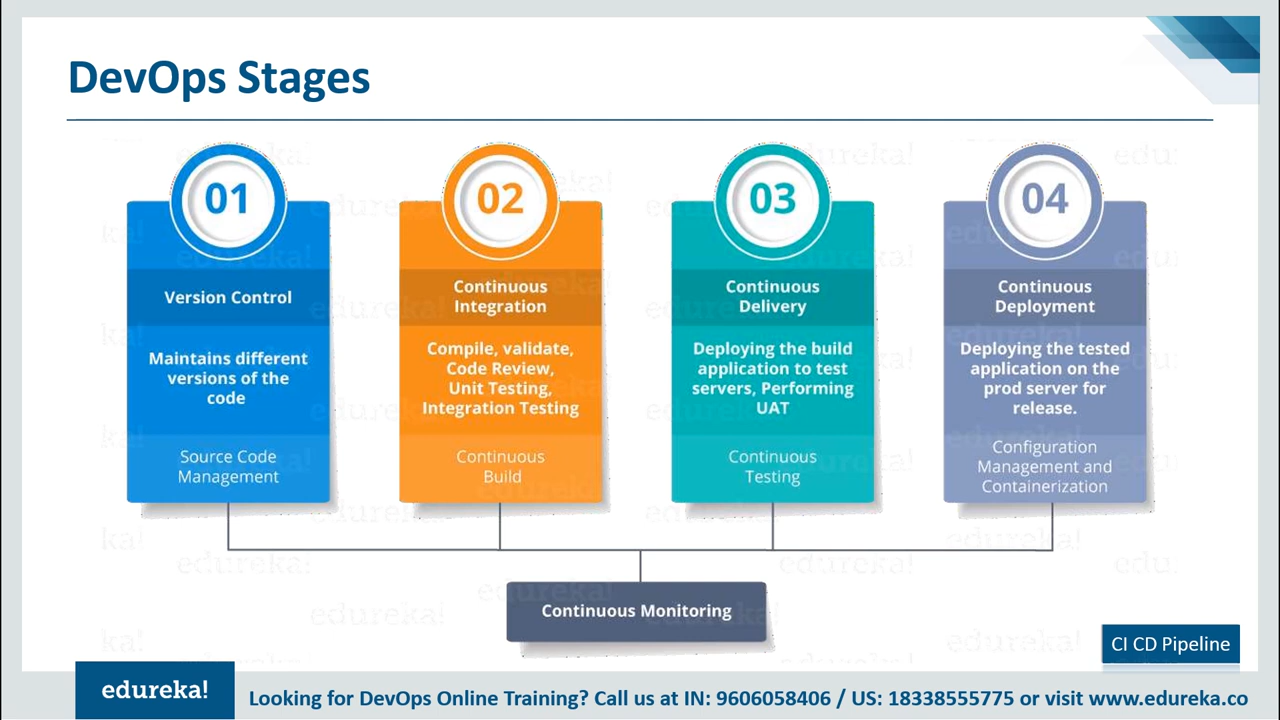 DevOps Stages
01
Version Control
Maintains different
versions of the
code
Source Code
Management
02
Continuous
Integration
Compile, validate,
Code Review,
Unit Testing,
Integration Testing
Continuous
Build
03
Continuous
Delivery
Deploying the build
application to test
servers, Performing
UAT
Continuous
Testing
04
Continuous
Deployment
Deploying the tested
application on the
prod server for
release.
Configuration
Management and
Containerization
Continuous Monitoring
CI CD Pipeline
edureka!
Looking for DevOps Online Training? Call us at IN: 9606058406 / US: 18338555775 or visit www.edureka.co